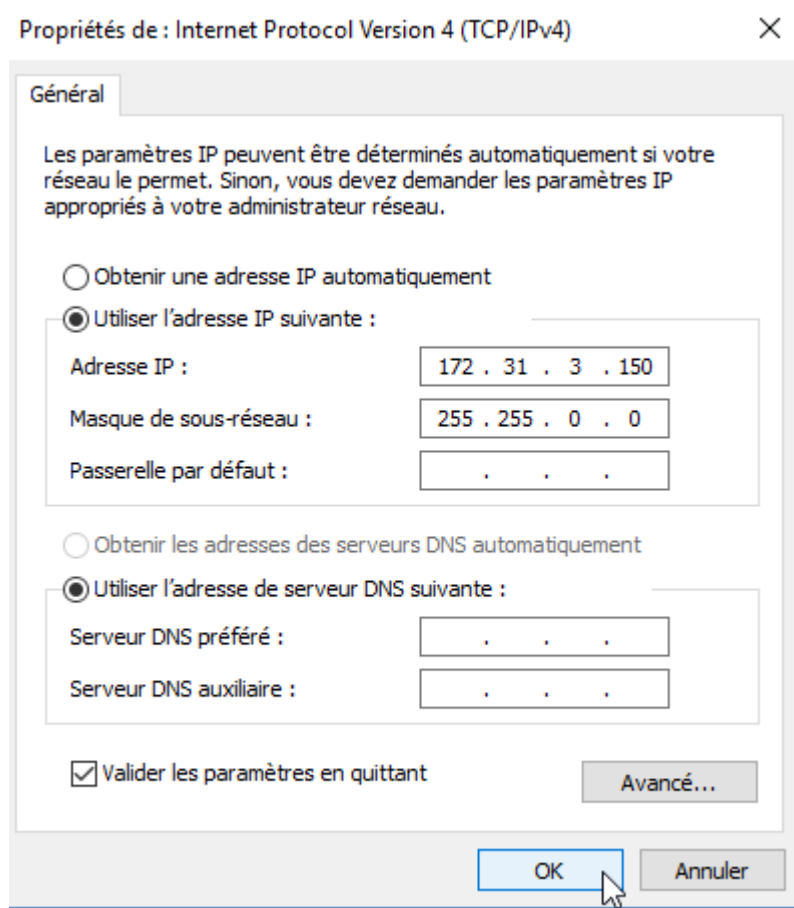 Propriétés de : Internet Protocol Version 4 (TCP/IPv4)
Général
Les paramètres IP peuvent être déterminés automatiquement si votre
réseau le permet. Sinon, vous devez demander les paramètres IP
appropriés à votre administrateur réseau.
Obtenir une adresse IP automatiquement
Utiliser l'adresse IP suivante :
Adresse IP : 172 . 31 . 3 . 150
Masque de sous-réseau : 255 . 255 . 0 . 0
Passerelle par défaut : . . .
Obtenir les adresses des serveurs DNS automatiquement
Utiliser l'adresse de serveur DNS suivante :
Serveur DNS préféré : . . .
Serveur DNS auxiliaire : . . .
Valider les paramètres en quittant
Avancé...
OK Annuler